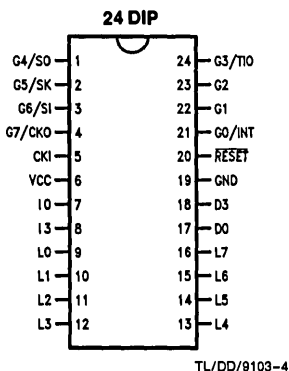 24 DIP
G4/SO 1 24 G3/TIO
G5/SK 2 23 G2
G6/SI 3 22 G1
G7/CKO 4 21 G0/INT
CKI 5 20 RESET
VCC 6 19 GND
I0 7 18 D3
I3 8 17 D0
L0 9 16 L7
L1 10 15 L6
L2 11 14 L5
L3 12 13 L4
TL/DD/9103-4